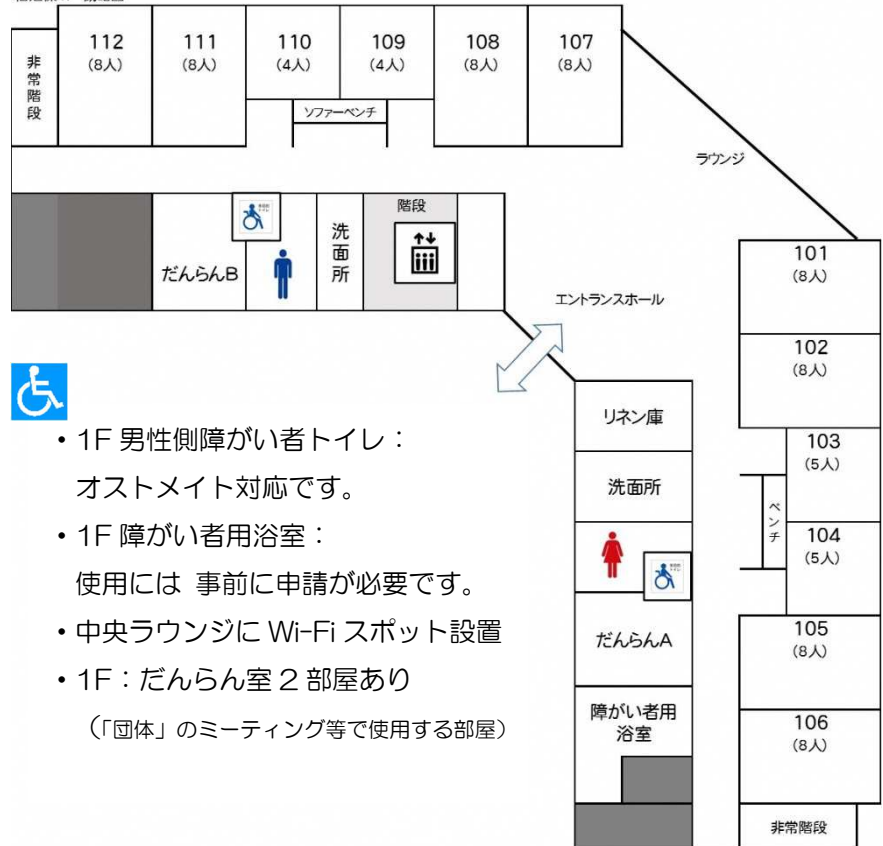 112
(8人)
111
(8人)
110
(4人)
109
(4人)
108
(8人)
107
(8人)
非常階段
ソファーベンチ
ラウンジ
階段
洗面所
だんらんB
エントランスホール
101
(8人)
102
(8人)
リネン庫
103
(5人)
洗面所
ベンチ
104
(5人)
だんらんA
105
(8人)
障がい者用
浴室
106
(8人)
非常階段
・1F 男性側障がい者トイレ：
オストメイト対応です。
・1F 障がい者用浴室：
使用には 事前に申請が必要です。
・中央ラウンジに Wi-Fi スポット設置
・1F：だんらん室 2 部屋あり
（「団体」のミーティング等で使用する部屋）